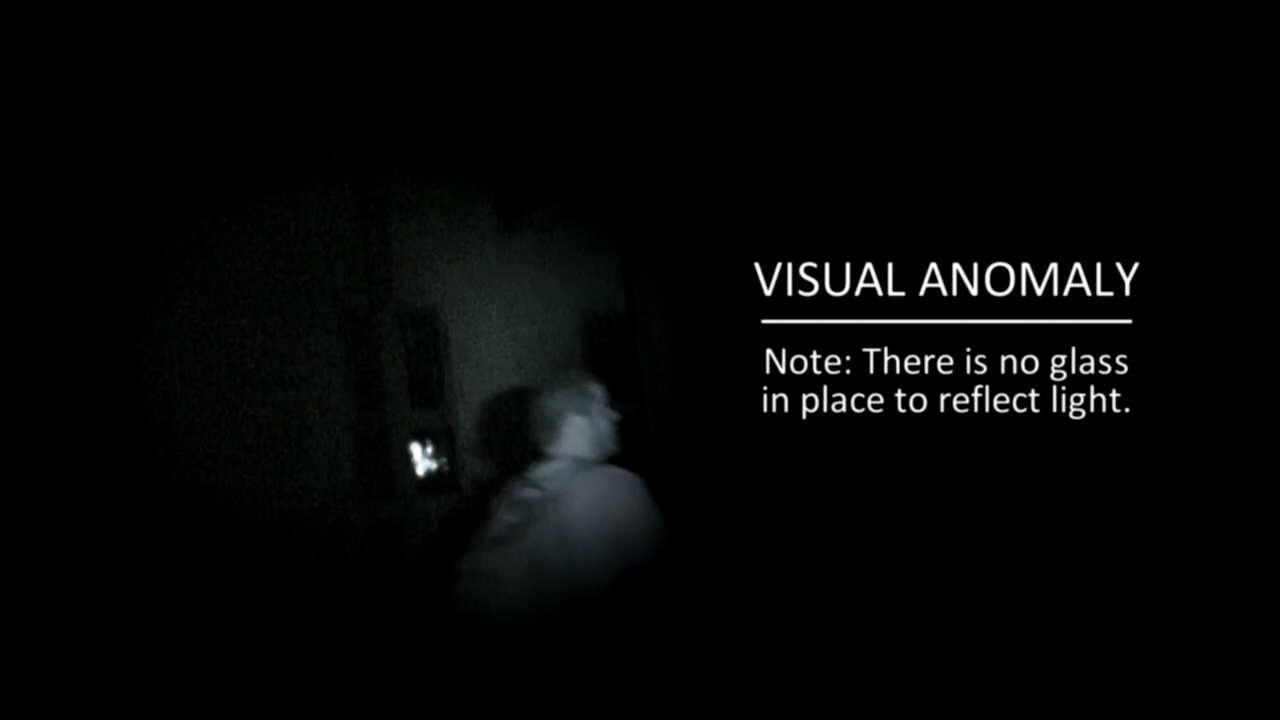 VISUAL ANOMALY
Note: There is no glass
in place to reflect light.